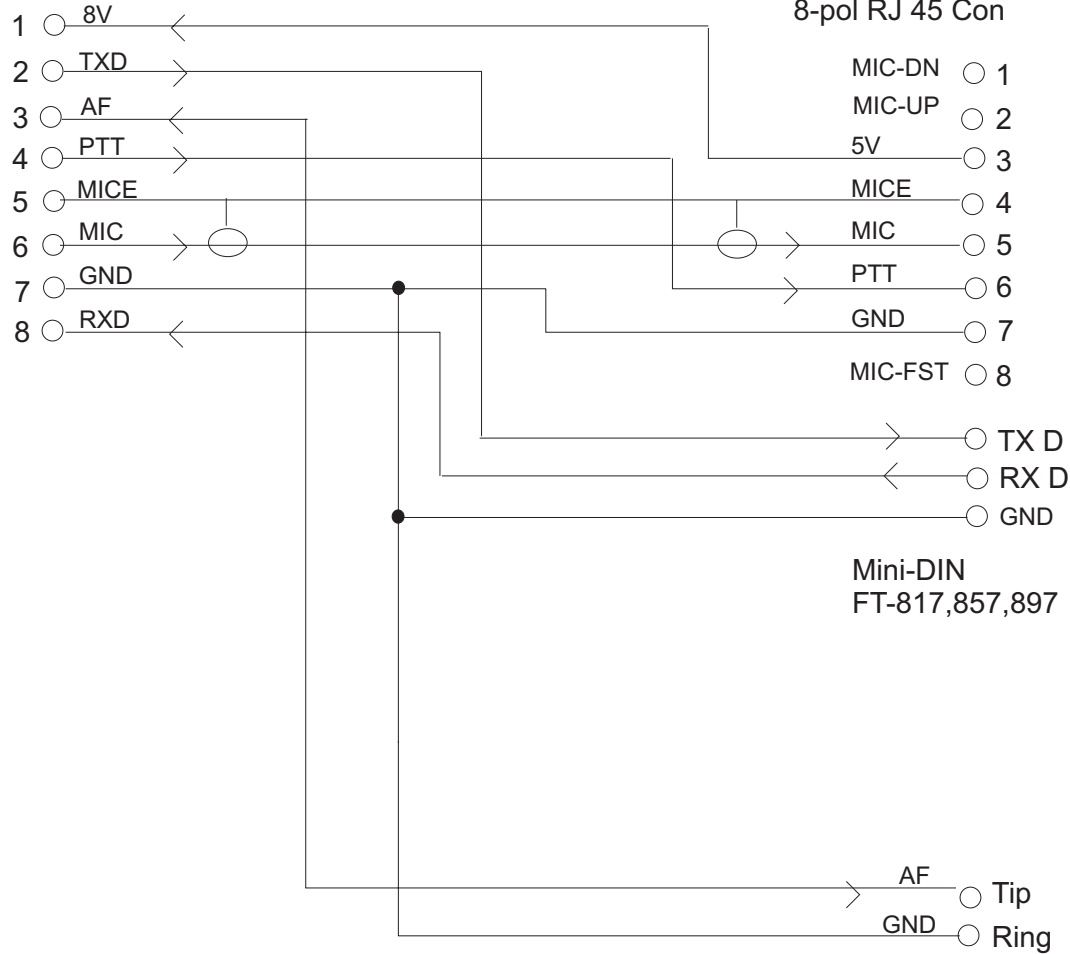 8-pol RJ 45 Con
1 8V
2 TXD
3 AF
4 PTT
5 MICE
6 MIC
7 GND
8 RXD
MIC-DN 1
MIC-UP 2
5V 3
MICE 4
MIC 5
PTT 6
GND 7
MIC-FST 8
TX D
RX D
GND
Mini-DIN
FT-817,857,897
AF Tip
GND Ring